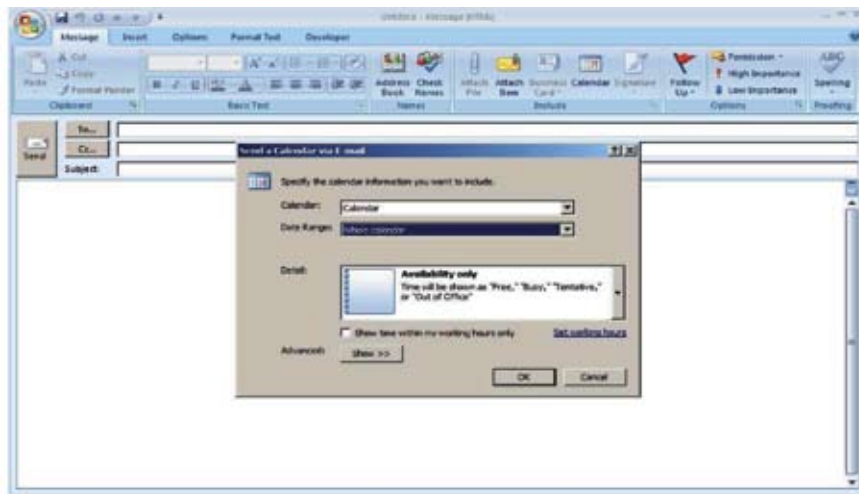 Untitled - Message (HTML)
Message Insert Options Format Text Developer
Paste
Cut
Copy
Format Painter
Clipboard
Basic Text
Address Book
Check Names
Names
Attach File
Attach Item
Business Card
Calendar
Signature
Include
Follow Up
Permission
High Importance
Low Importance
Options
ABC
Spelling
Proofing
Send
To...
Cc...
Subject:
Send a Calendar via E-mail
Specify the calendar information you want to include.
Calendar: Calendar
Date Range: Whole calendar
Detail: Availability only
Time will be shown as "Free," "Busy," "Tentative,"
or "Out of Office"
Show time within my working hours only Set working hours
Advanced: Show >>
OK Cancel